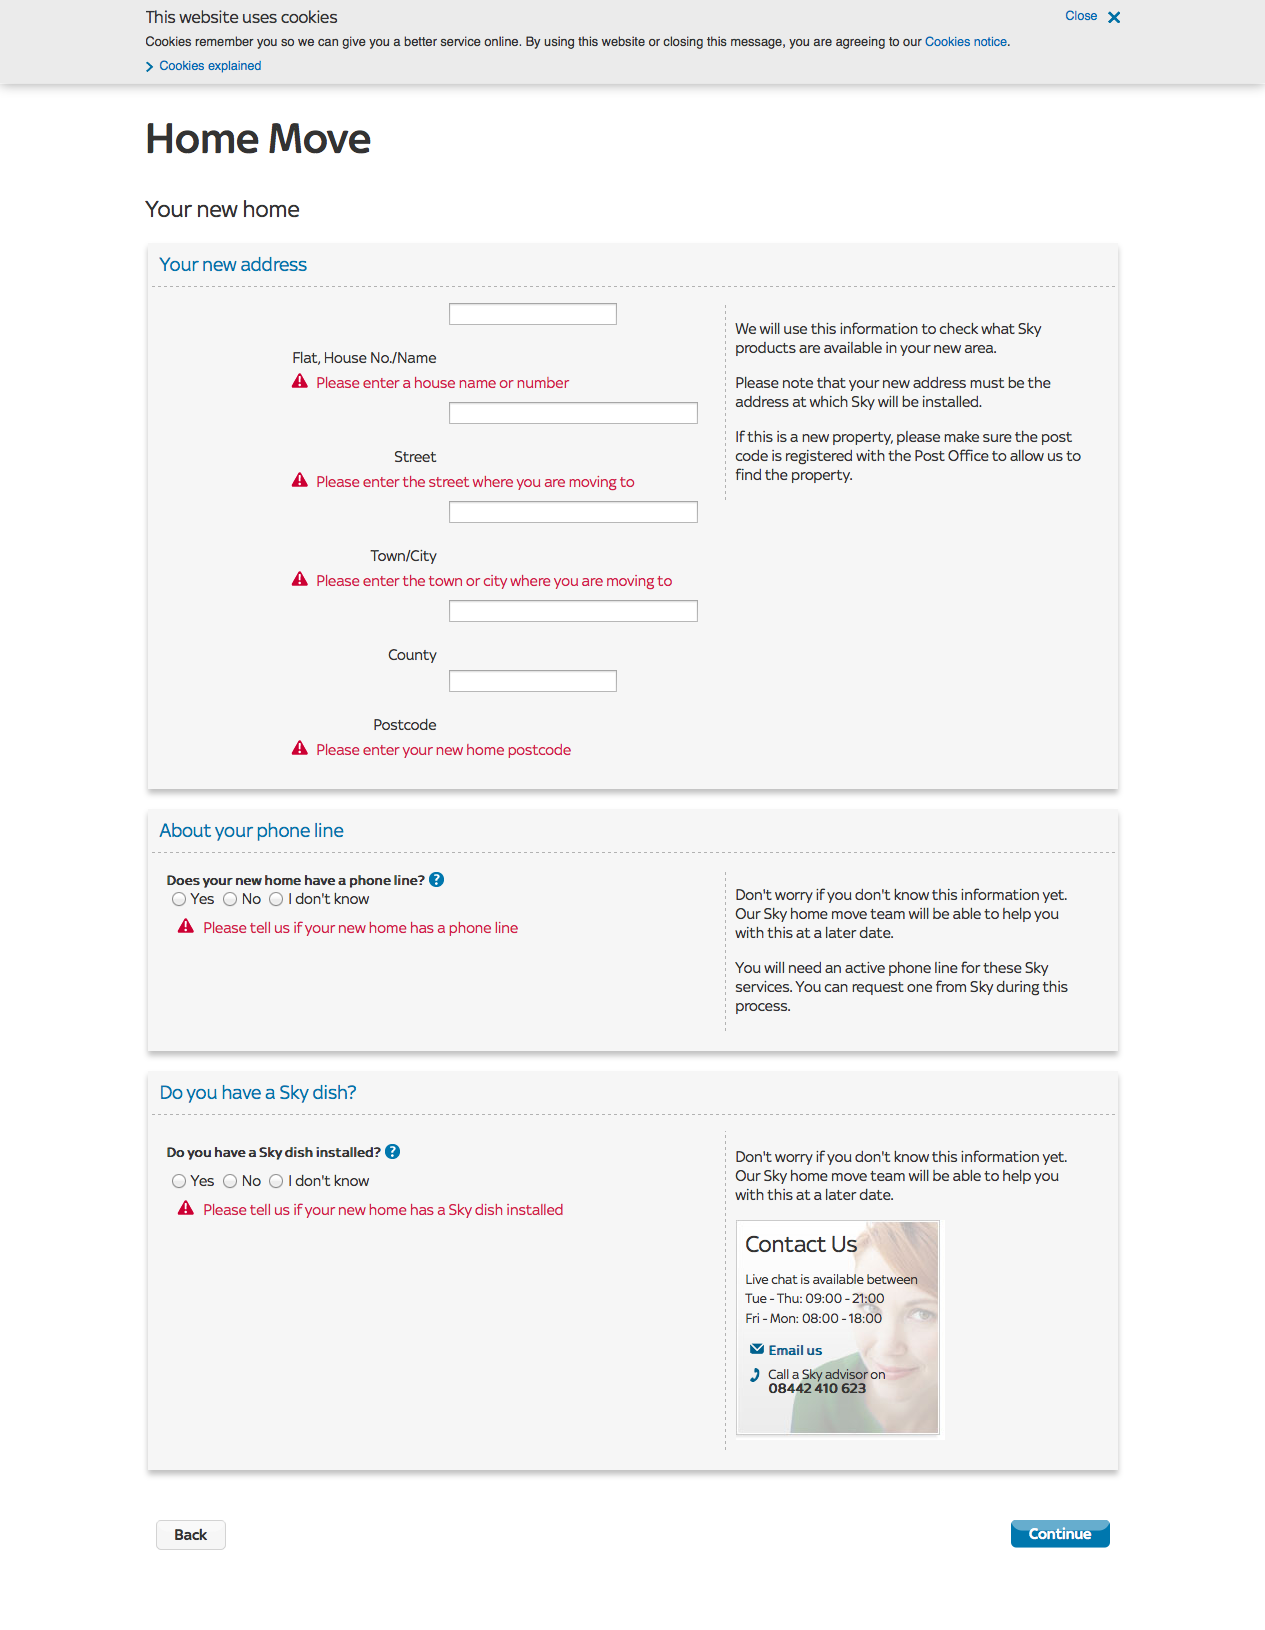 This website uses cookies
Close
Cookies remember you so we can give you a better service online. By using this website or closing this message, you are agreeing to our Cookies notice.
Cookies explained
Home Move
Your new home
Your new address
Flat, House No./Name
Please enter a house name or number
Street
Please enter the street where you are moving to
Town/City
Please enter the town or city where you are moving to
County
Postcode
Please enter your new home postcode
We will use this information to check what Sky
products are available in your new area.
Please note that your new address must be the
address at which Sky will be installed.
If this is a new property, please make sure the post
code is registered with the Post Office to allow us to
find the property.
About your phone line
Does your new home have a phone line? ?
Yes No I don't know
Please tell us if your new home has a phone line
Don't worry if you don't know this information yet.
Our Sky home move team will be able to help you
with this at a later date.
You will need an active phone line for these Sky
services. You can request one from Sky during this
process.
Do you have a Sky dish?
Do you have a Sky dish installed? ?
Yes No I don't know
Please tell us if your new home has a Sky dish installed
Don't worry if you don't know this information yet.
Our Sky home move team will be able to help you
with this at a later date.
Contact Us
Live chat is available between
Tue - Thu: 09:00 - 21:00
Fri - Mon: 08:00 - 18:00
Email us
Call a Sky advisor on
08442 410 623
Back
Continue